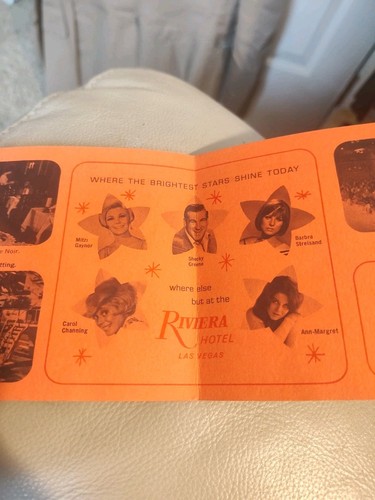 WHERE THE BRIGHTEST STARS SHINE TODAY
Mitzi
Gaynor
Shecky
Greene
Barbra
Streisand
where else
but at the
Carol
Channing
RIVIERA
HOTEL
LAS VEGAS
Ann-Margret